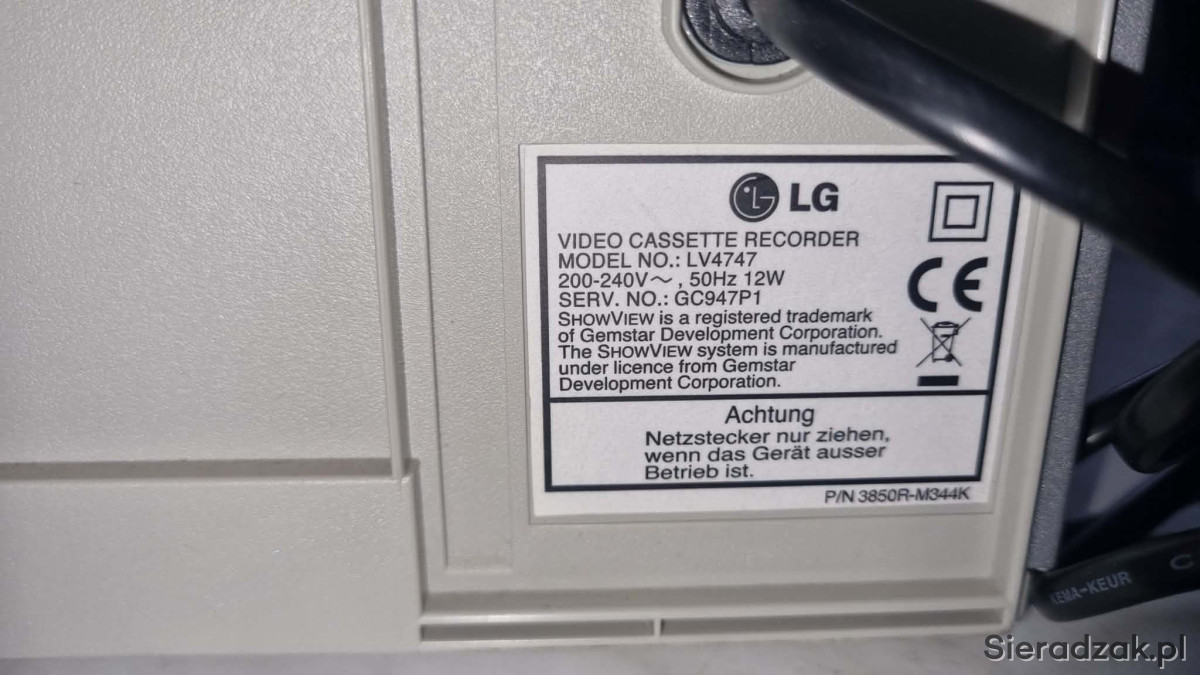 LG
VIDEO CASSETTE RECORDER
MODEL NO.: LV4747
200-240V～, 50Hz 12W
SERV. NO.: GC947P1
SHOWVIEW is a registered trademark
of Gemstar Development Corporation.
The SHOWVIEW system is manufactured
under licence from Gemstar
Development Corporation.
CE
Achtung
Netzstecker nur ziehen,
wenn das Gerät ausser
Betrieb ist.
P/N 3850R-M344K
KEMA-KEUR
Sieradzak.pl